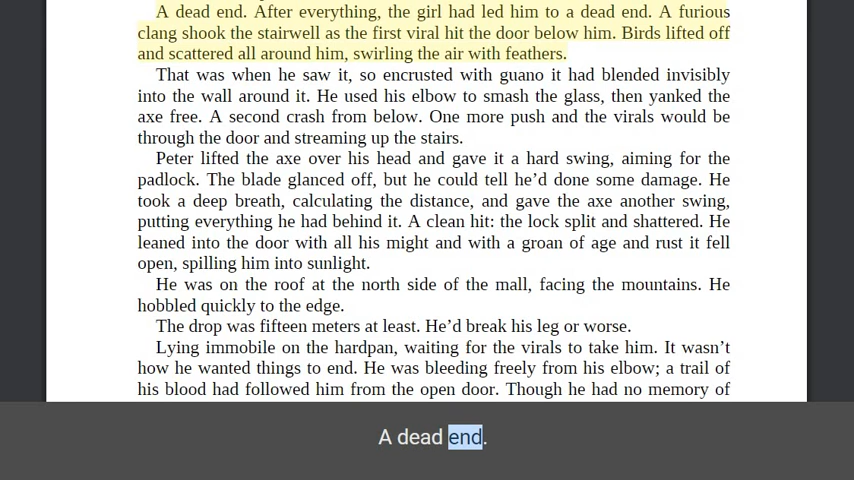 A dead end. After everything, the girl had led him to a dead end. A furious
clang shook the stairwell as the first viral hit the door below him. Birds lifted off
and scattered all around him, swirling the air with feathers.
That was when he saw it, so encrusted with guano it had blended invisibly
into the wall around it. He used his elbow to smash the glass, then yanked the
axe free. A second crash from below. One more push and the virals would be
through the door and streaming up the stairs.
Peter lifted the axe over his head and gave it a hard swing, aiming for the
padlock. The blade glanced off, but he could tell he’d done some damage. He
took a deep breath, calculating the distance, and gave the axe another swing,
putting everything he had behind it. A clean hit: the lock split and shattered. He
leaned into the door with all his might and with a groan of age and rust it fell
open, spilling him into sunlight.
He was on the roof at the north side of the mall, facing the mountains. He
hobbled quickly to the edge.
The drop was fifteen meters at least. He’d break his leg or worse.
Lying immobile on the hardpan, waiting for the virals to take him. It wasn’t
how he wanted things to end. He was bleeding freely from his elbow; a trail of
his blood had followed him from the open door. Though he had no memory of
A dead end.